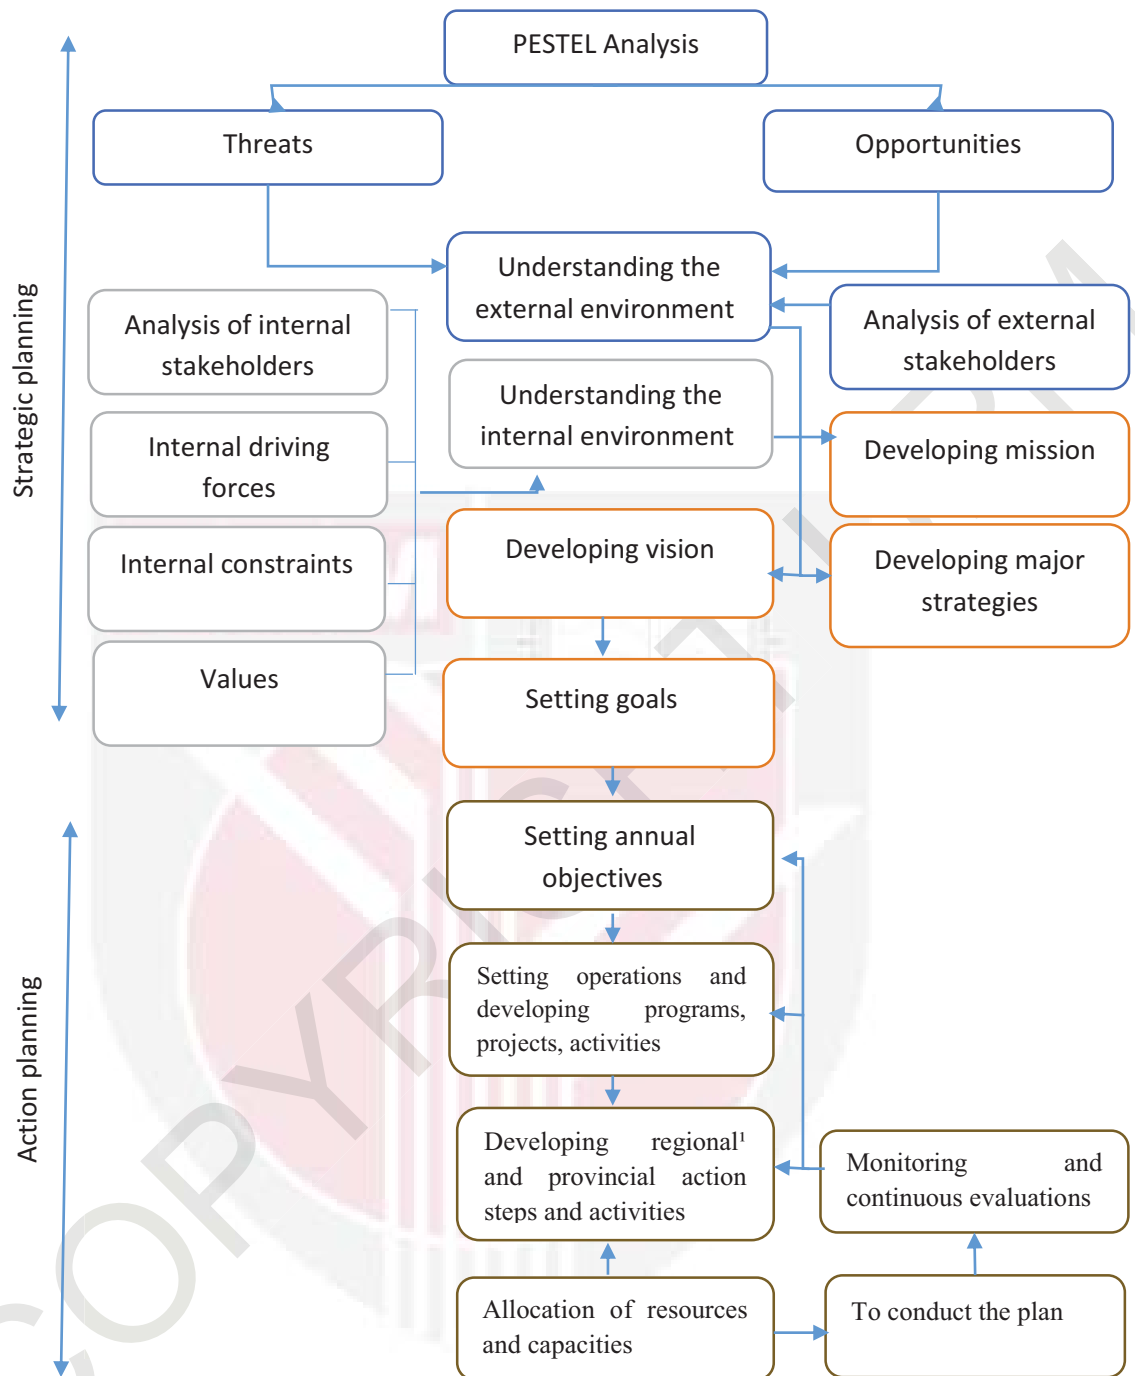 PESTEL Analysis
Threats
Opportunities
Understanding the
external environment
Analysis of internal
stakeholders
Analysis of external
stakeholders
Understanding the
internal environment
Internal driving
forces
Developing mission
Developing vision
Internal constraints
Developing major
strategies
Values
Setting goals
Strategic planning
Setting annual
objectives
Setting operations and
developing programs,
projects, activities
Developing regional¹
and provincial action
steps and activities
Monitoring and
continuous evaluations
Allocation of resources
and capacities
To conduct the plan
Action planning
COPYRIGHT UPM